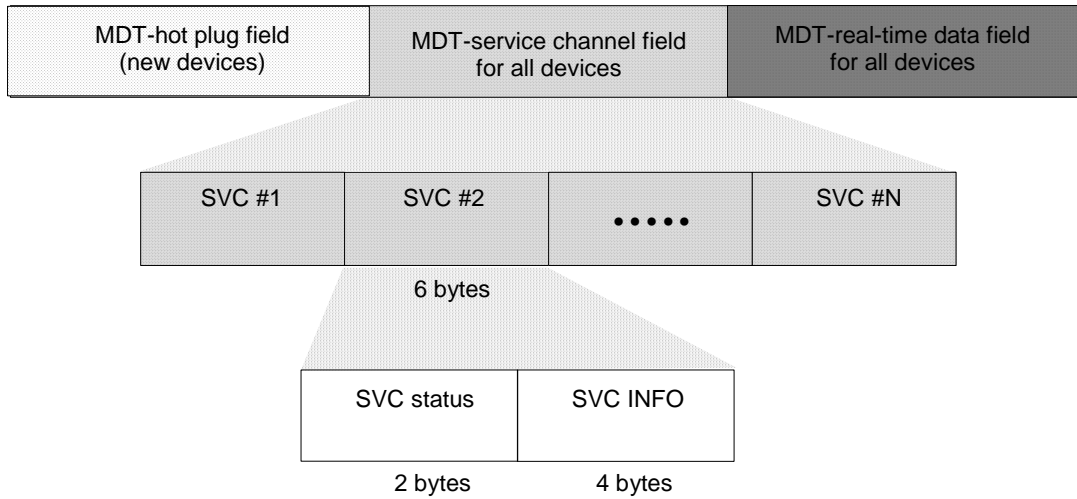 MDT-hot plug field
(new devices)
MDT-service channel field
for all devices
MDT-real-time data field
for all devices
SVC #1
SVC #2
•••••
SVC #N
6 bytes
SVC status
SVC INFO
2 bytes
4 bytes